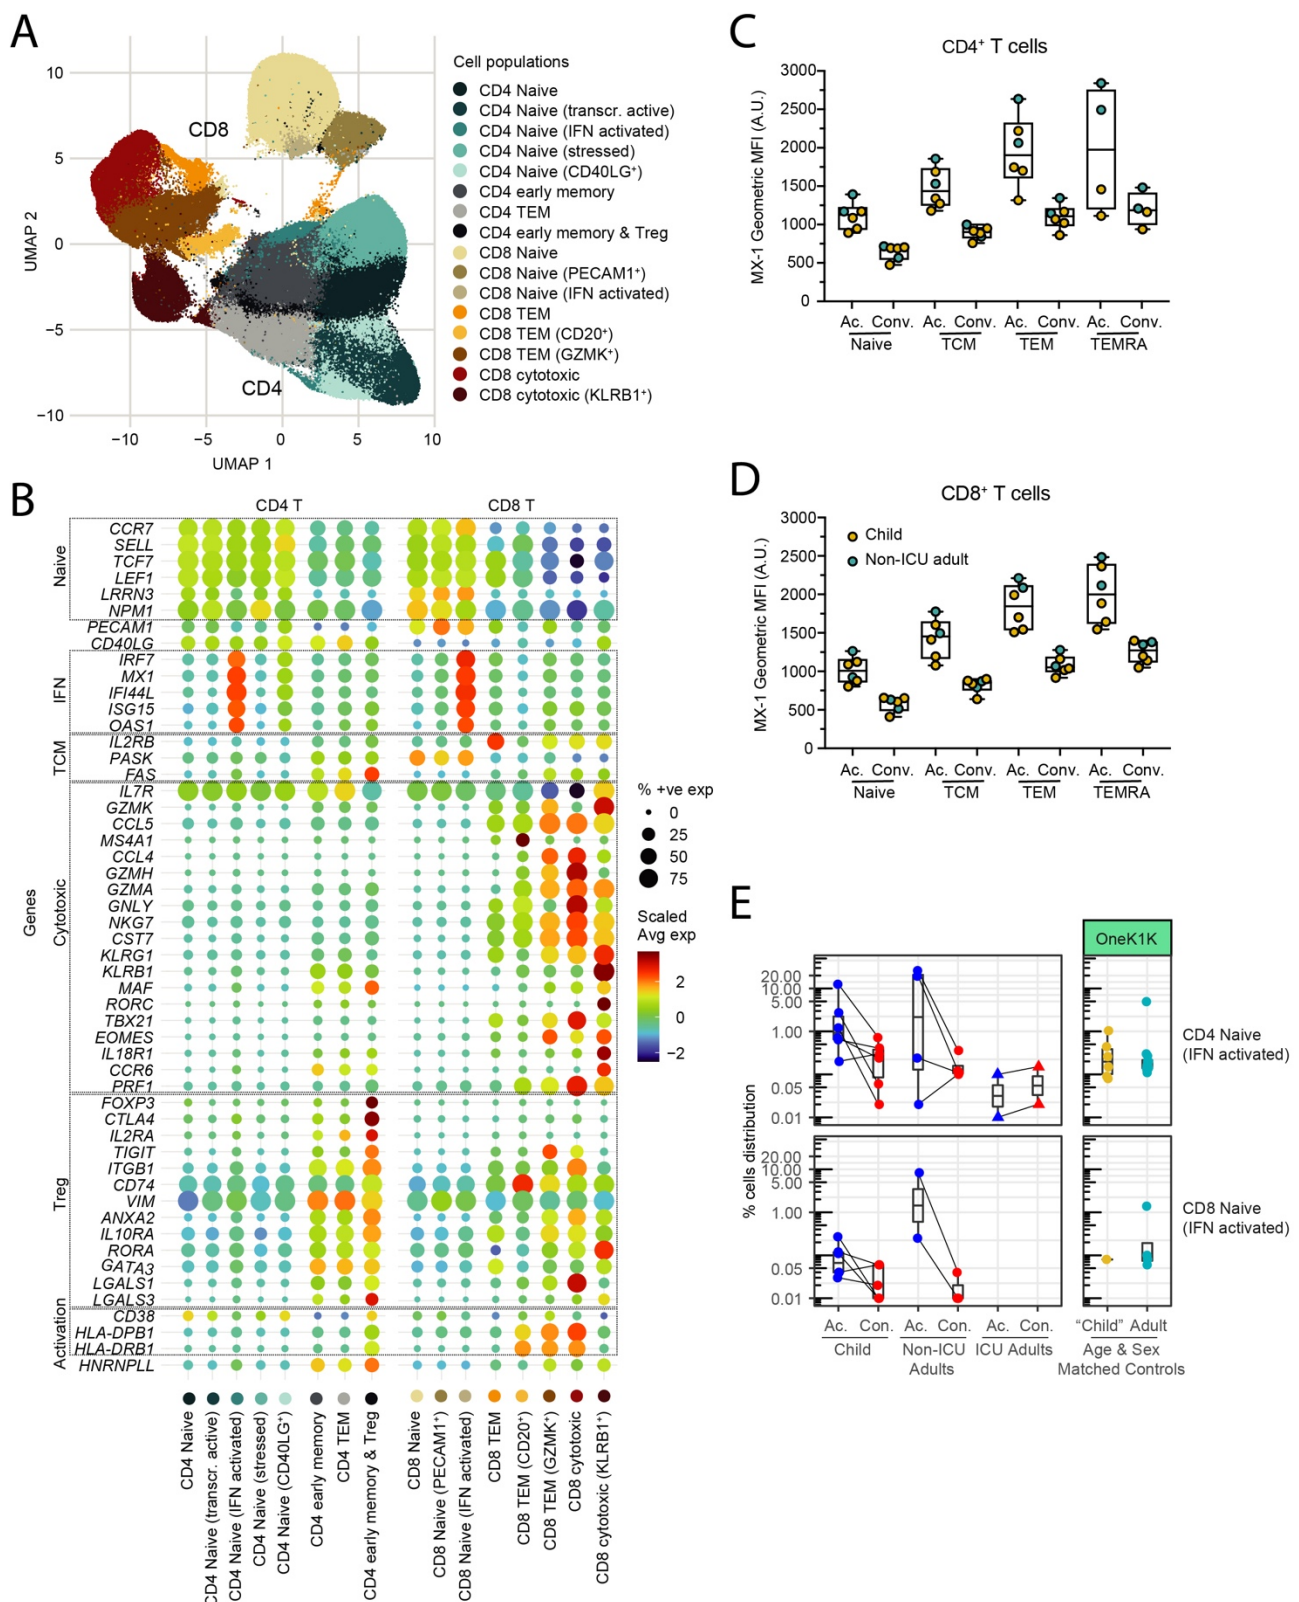 A
CD8
CD4
UMAP 2
10
5
0
−5
−10
−10
−5
0
5
10
UMAP 1
Cell populations
CD4 Naive
CD4 Naive (transcr. active)
CD4 Naive (IFN activated)
CD4 Naive (stressed)
CD4 Naive (CD40LG⁺)
CD4 early memory
CD4 TEM
CD4 early memory & Treg
CD8 Naive
CD8 Naive (PECAM1⁺)
CD8 Naive (IFN activated)
CD8 TEM
CD8 TEM (CD20⁺)
CD8 TEM (GZMK⁺)
CD8 cytotoxic
CD8 cytotoxic (KLRB1⁺)
B
CD4 T
CD8 T
Genes
Naive
CCR7
SELL
TCF7
LEF1
LRRN3
NPM1
PECAM1
CD40LG
IFN
IRF7
MX1
IFI44L
ISG15
OAS1
TCM
IL2RB
PASK
FAS
Cytotoxic
IL7R
GZMK
CCL5
MS4A1
CCL4
GZMH
GZMA
GNLY
NKG7
CST7
KLRG1
KLRB1
MAF
RORC
TBX21
EOMES
IL18R1
CCR6
PRF1
Treg
FOXP3
CTLA4
IL2RA
TIGIT
ITGB1
CD74
VIM
ANXA2
IL10RA
RORA
GATA3
LGALS1
LGALS3
Activation
CD38
HLA-DPB1
HLA-DRB1
HNRNPLL
CD4 Naive
CD4 Naive (transcr. active)
CD4 Naive (IFN activated)
CD4 Naive (stressed)
CD4 Naive (CD40LG⁺)
CD4 early memory
CD4 TEM
CD4 early memory & Treg
CD8 Naive
CD8 Naive (PECAM1⁺)
CD8 Naive (IFN activated)
CD8 TEM
CD8 TEM (CD20⁺)
CD8 TEM (GZMK⁺)
CD8 cytotoxic
CD8 cytotoxic (KLRB1⁺)
% +ve exp
0
25
50
75
Scaled
Avg exp
2
0
−2
C
CD4⁺ T cells
MX-1 Geometric MFI (A.U.)
3000
2500
2000
1500
1000
500
0
Ac. Conv. Ac. Conv. Ac. Conv. Ac. Conv.
Naive TCM TEM TEMRA
D
CD8⁺ T cells
MX-1 Geometric MFI (A.U.)
3000
2500
2000
1500
1000
500
0
Child
Non-ICU adult
Ac. Conv. Ac. Conv. Ac. Conv. Ac. Conv.
Naive TCM TEM TEMRA
E
OneK1K
% cells distribution
20.00
10.00
5.00
1.00
0.05
0.01
CD4 Naive
(IFN activated)
20.00
10.00
5.00
1.00
0.05
0.01
CD8 Naive
(IFN activated)
Ac. Con. Ac. Con. Ac. Con. "Child" Adult
Child Non-ICU ICU Adults Age & Sex
Adults Matched Controls